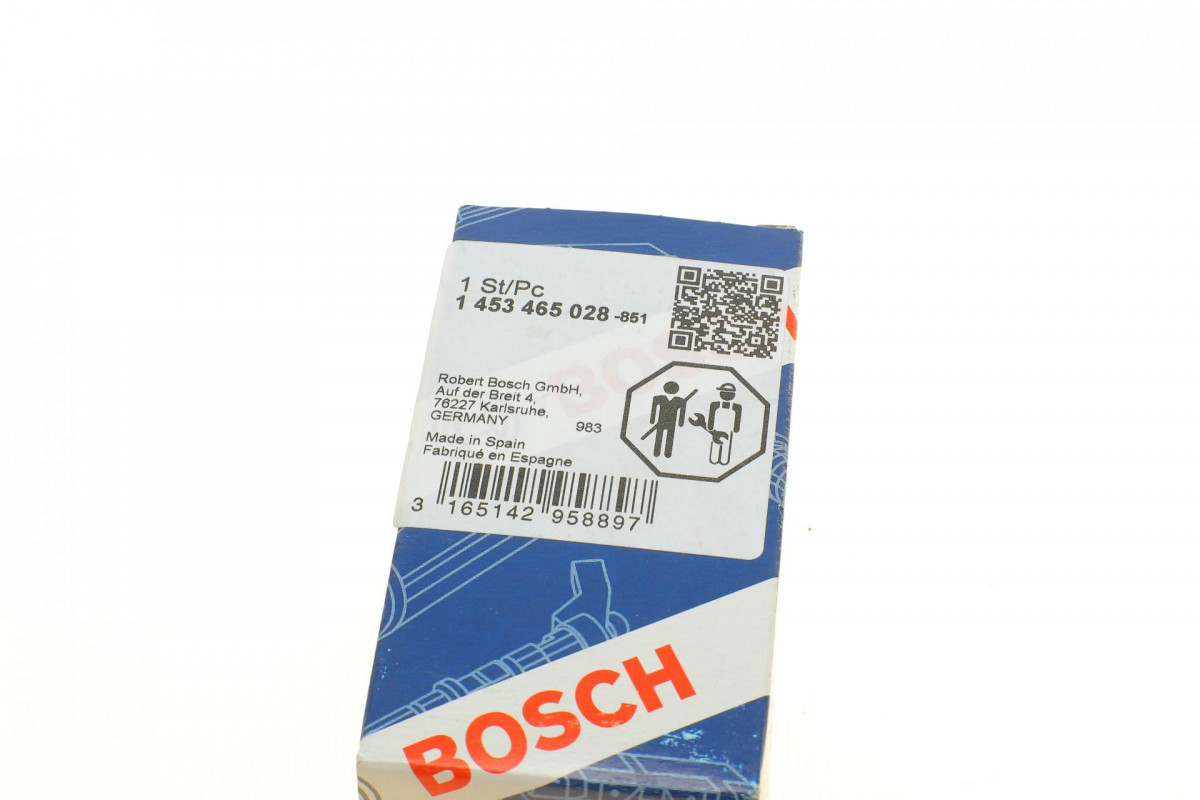 1 St/Pc
1 453 465 028 -851
BOSCH
Robert Bosch GmbH,
Auf der Breit 4,
76227 Karlsruhe,
GERMANY
983
Made in Spain
Fabriqué en Espagne
3 165142 958897
BOSCH